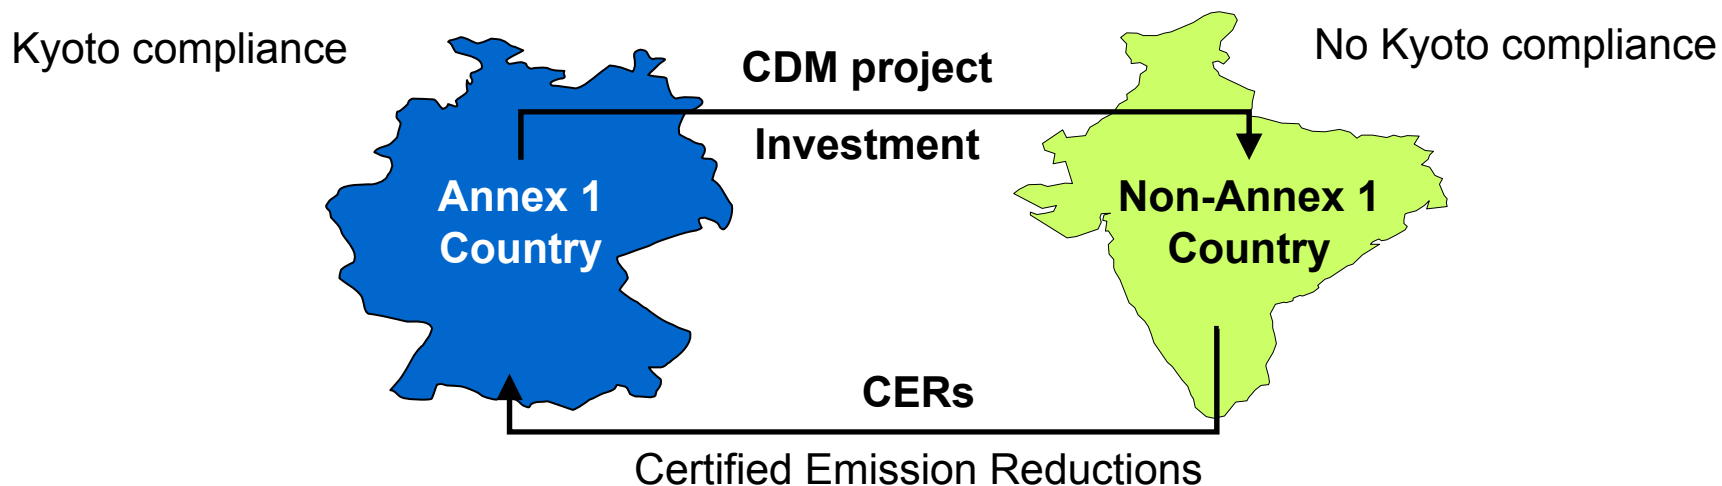 Kyoto compliance
No Kyoto compliance
CDM project
Investment
Annex 1
Country
Non-Annex 1
Country
CERs
Certified Emission Reductions